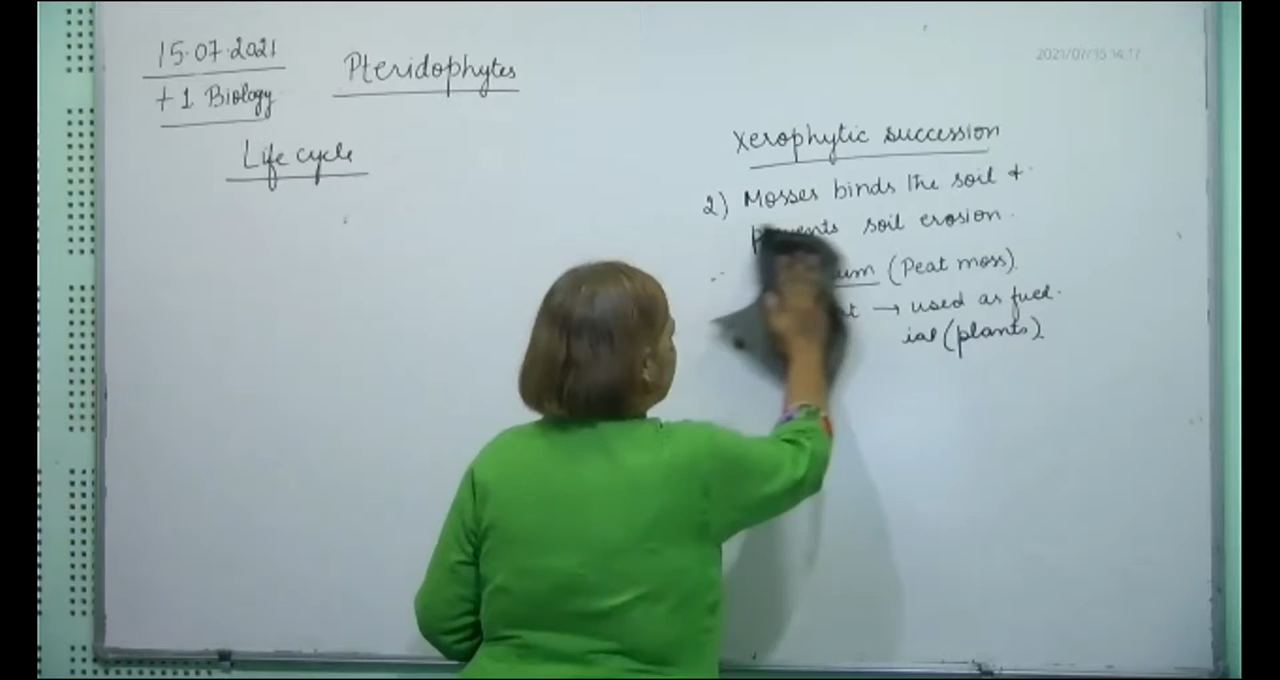 15.07.2021
+1 Biology
Pteridophytes
Life cycle
2021/07/15 14:17
Xerophytic succession
2) Mosses binds the soil +
soil erosion.
(Peat moss).
→ used as fuel.
(plants)